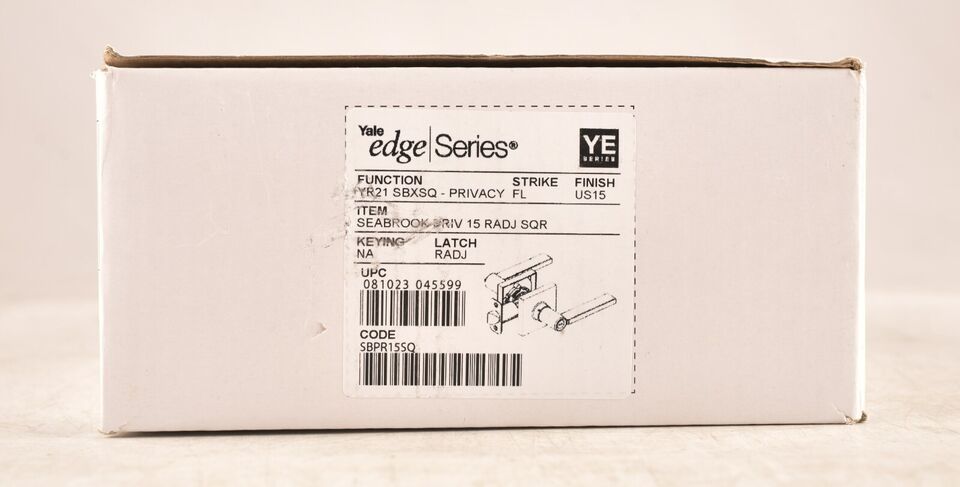 Yale
edge | Series®
YE
SERIES
FUNCTION STRIKE FINISH
YR21 SBXSQ - PRIVACY FL US15
ITEM
SEABROOK PRIV 15 RADJ SQR
KEYING LATCH
NA RADJ
UPC
081023 045599
CODE
SBPR15SQ